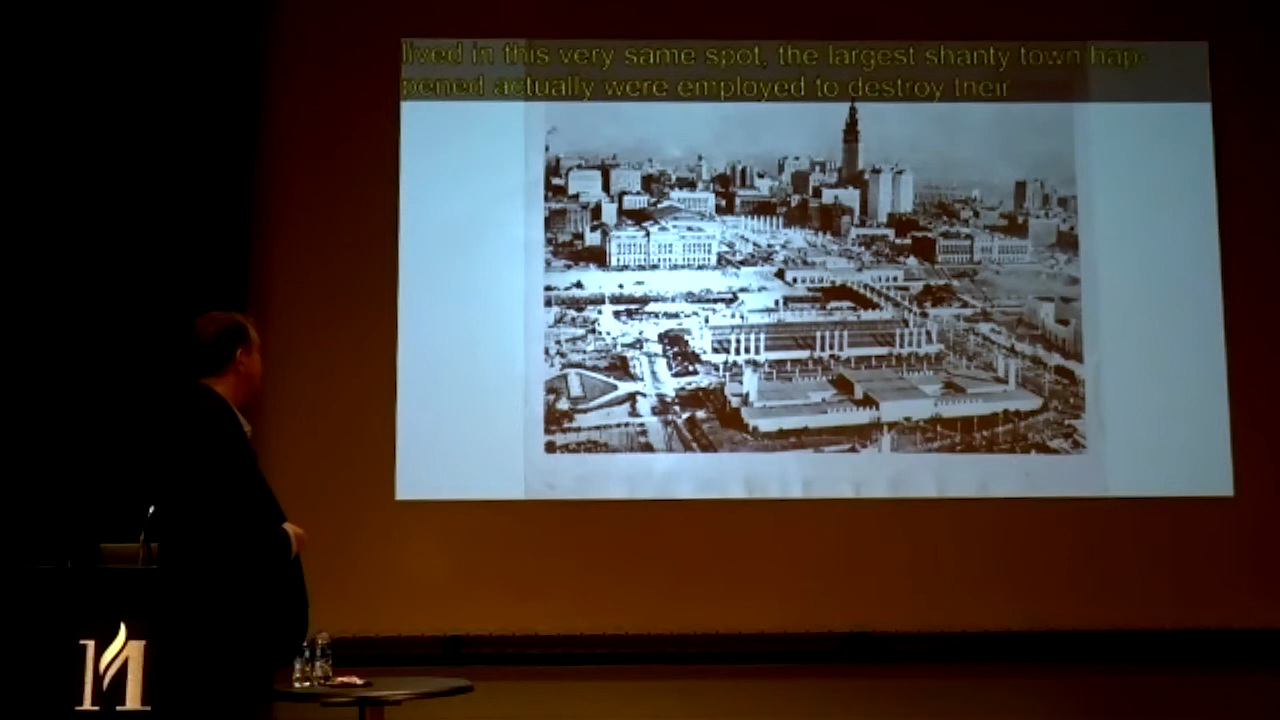 lived in this very same spot, the largest shanty town hap-
pened actually were employed to destroy their